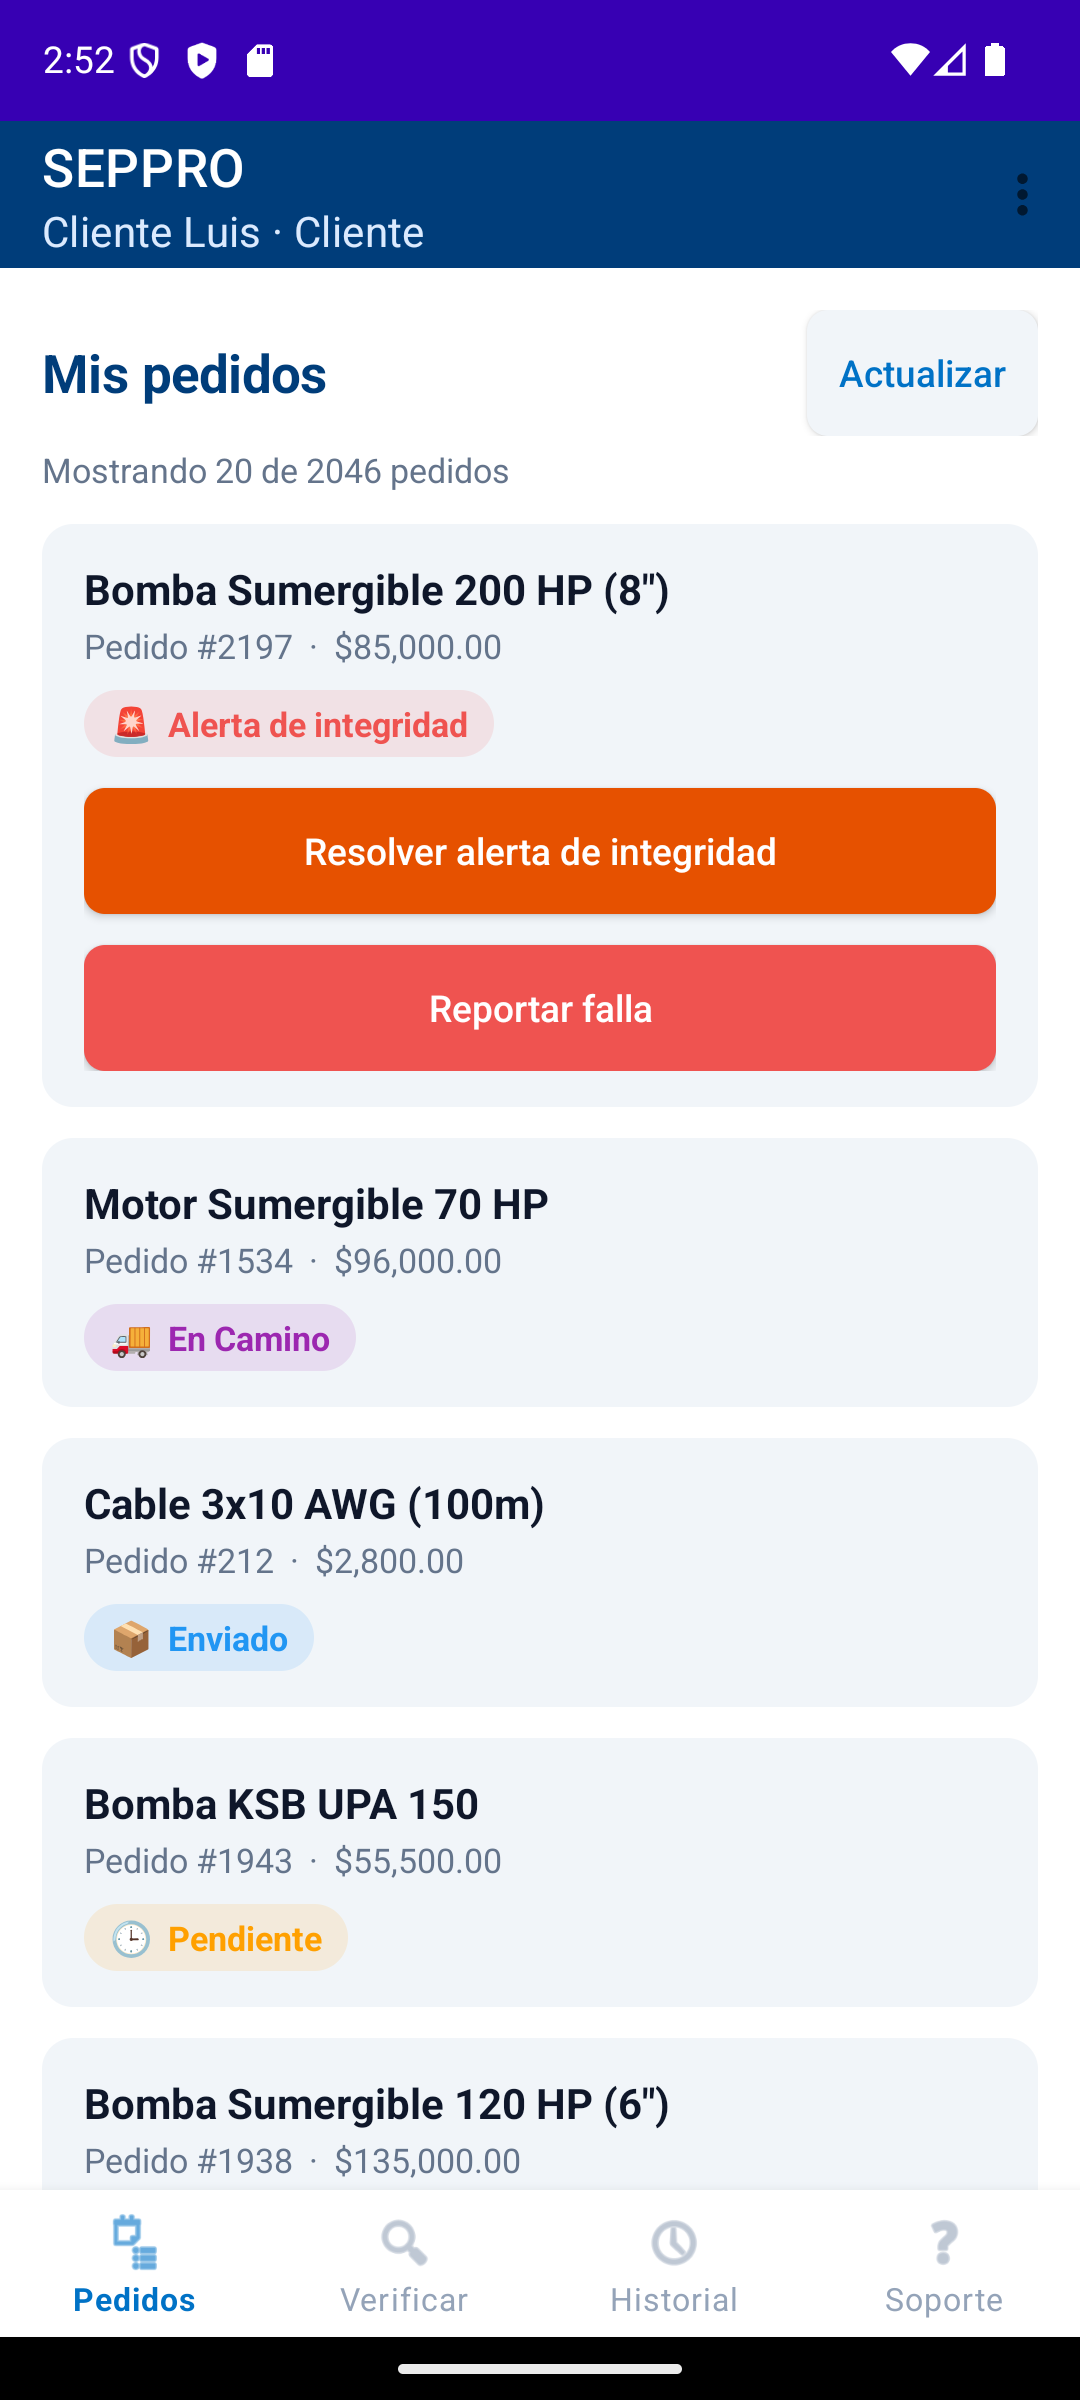 2:52
SEPPRO
Cliente Luis · Cliente
Mis pedidos
Actualizar
Mostrando 20 de 2046 pedidos
Bomba Sumergible 200 HP (8")
Pedido #2197 · $85,000.00
Alerta de integridad
Resolver alerta de integridad
Reportar falla
Motor Sumergible 70 HP
Pedido #1534 · $96,000.00
En Camino
Cable 3x10 AWG (100m)
Pedido #212 · $2,800.00
Enviado
Bomba KSB UPA 150
Pedido #1943 · $55,500.00
Pendiente
Bomba Sumergible 120 HP (6")
Pedido #1938 · $135,000.00
Pedidos
Verificar
Historial
Soporte